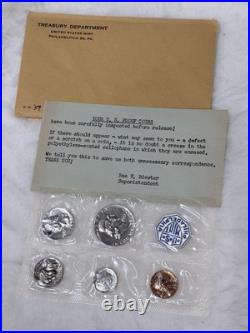 TREASURY DEPARTMENT
UNITED STATES MINT
PHILADELPHIA 30, PA.
THESE U. S. PROOF COINS
have been carefully inspected before release!
If there should appear - what may seem to you - a defect
or a scratch on a coin, - it is no doubt a crease in the
polyethylene-coated cellophane in which they are encased.
We tell you this to save us both unnecessary correspondence.
THANK YOU!
Rae V. Biester
Superintendent